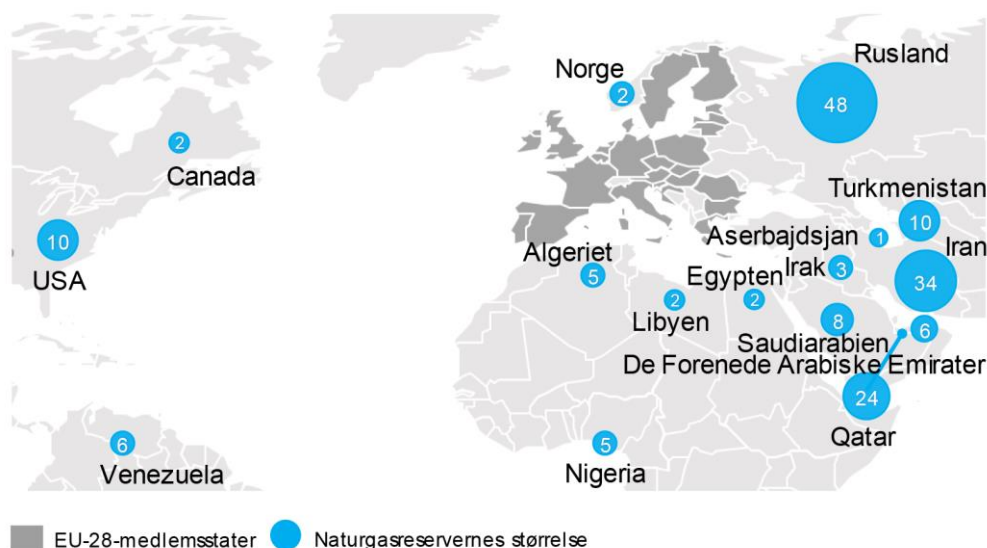 Norge
2
Rusland
48
2
Canada
10
USA
Turkmenistan
10
Aserbajdsjan
1
Iran
34
Algeriet
5
Egypten
2
Irak
3
Libyen
2
8
Saudiarabien
6
De Forenede Arabiske Emirater
24
Qatar
6
Venezuela
5
Nigeria
EU-28-medlemsstater
Naturgasreservernes størrelse